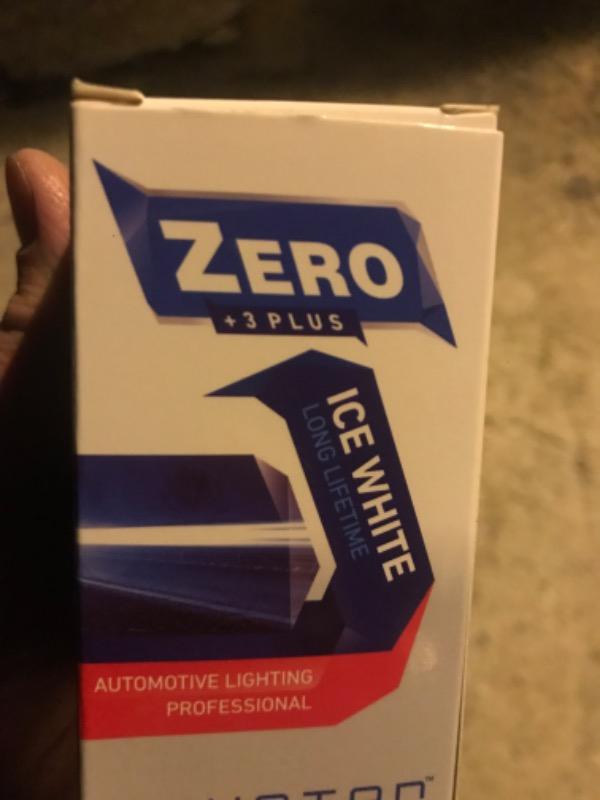 ZERO
+3 PLUS
ICE WHITE
LONG LIFETIME
AUTOMOTIVE LIGHTING
PROFESSIONAL